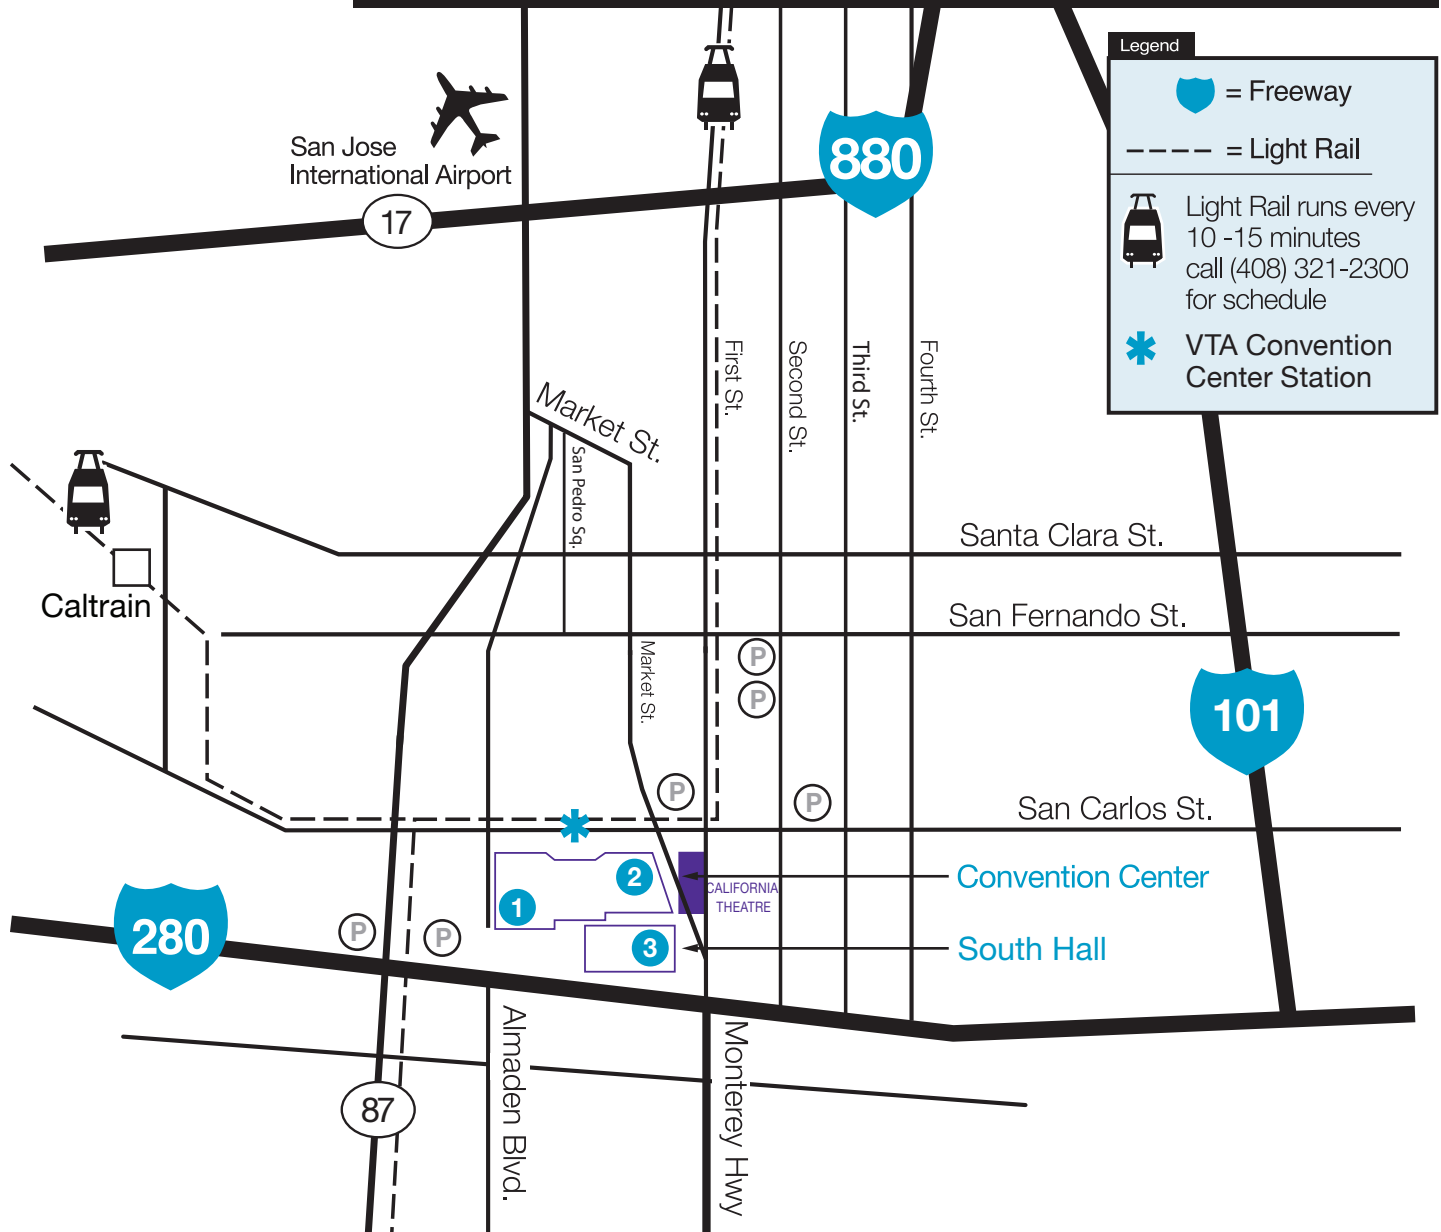 Legend
= Freeway
= Light Rail
Light Rail runs every
10 -15 minutes
call (408) 321-2300
for schedule
VTA Convention
Center Station
San Jose
International Airport
17
880
First St.
Second St.
Third St.
Fourth St.
Market St.
San Pedro Sq.
Santa Clara St.
Caltrain
San Fernando St.
Market St.
P
P
101
P
P
San Carlos St.
Convention Center
2
1
CALIFORNIA
THEATRE
280
P
P
3
South Hall
Almaden Blvd.
Monterey Hwy
87